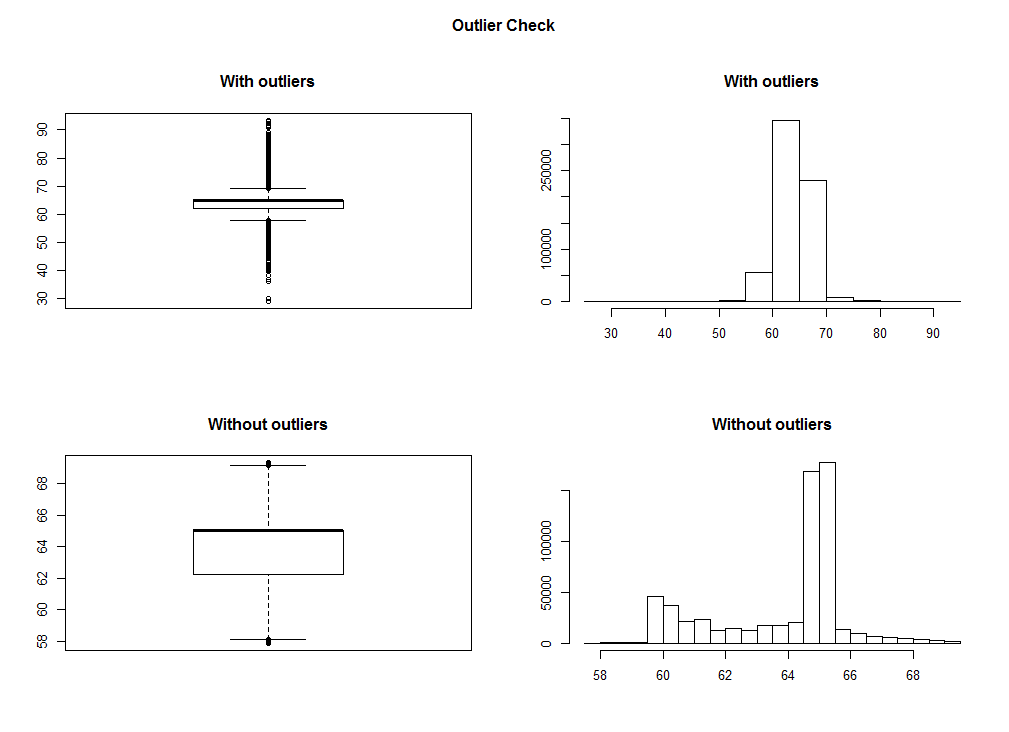 Outlier Check
With outliers
With outliers
90
80
70
60
50
40
30
250000
100000
0
30 40 50 60 70 80 90
Without outliers
Without outliers
68
66
64
62
60
58
100000
50000
0
58 60 62 64 66 68